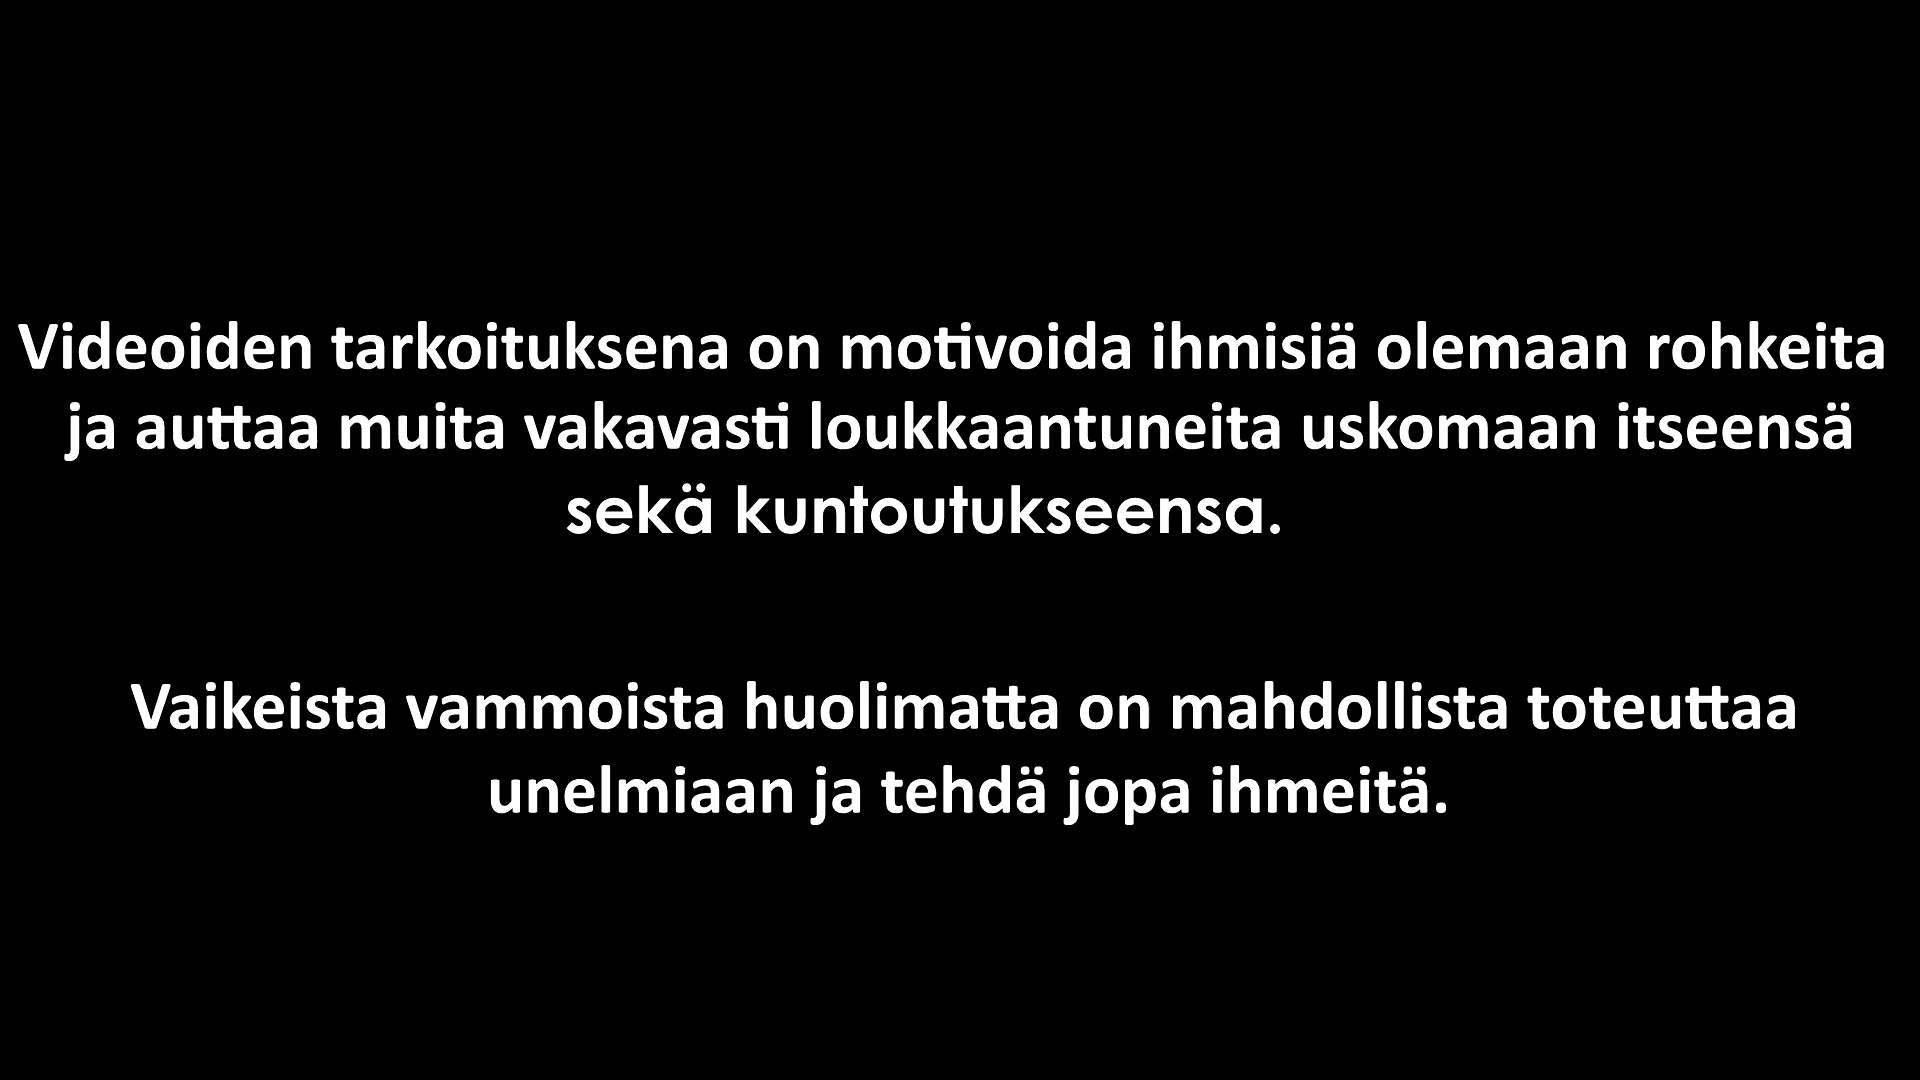 Videoiden tarkoituksena on motivoida ihmisiä olemaan rohkeita
ja auttaa muita vakavasti loukkaantuneita uskomaan itseensä
sekä kuntoutukseensa.
Vaikeista vammoista huolimatta on mahdollista toteuttaa
unelmiaan ja tehdä jopa ihmeitä.